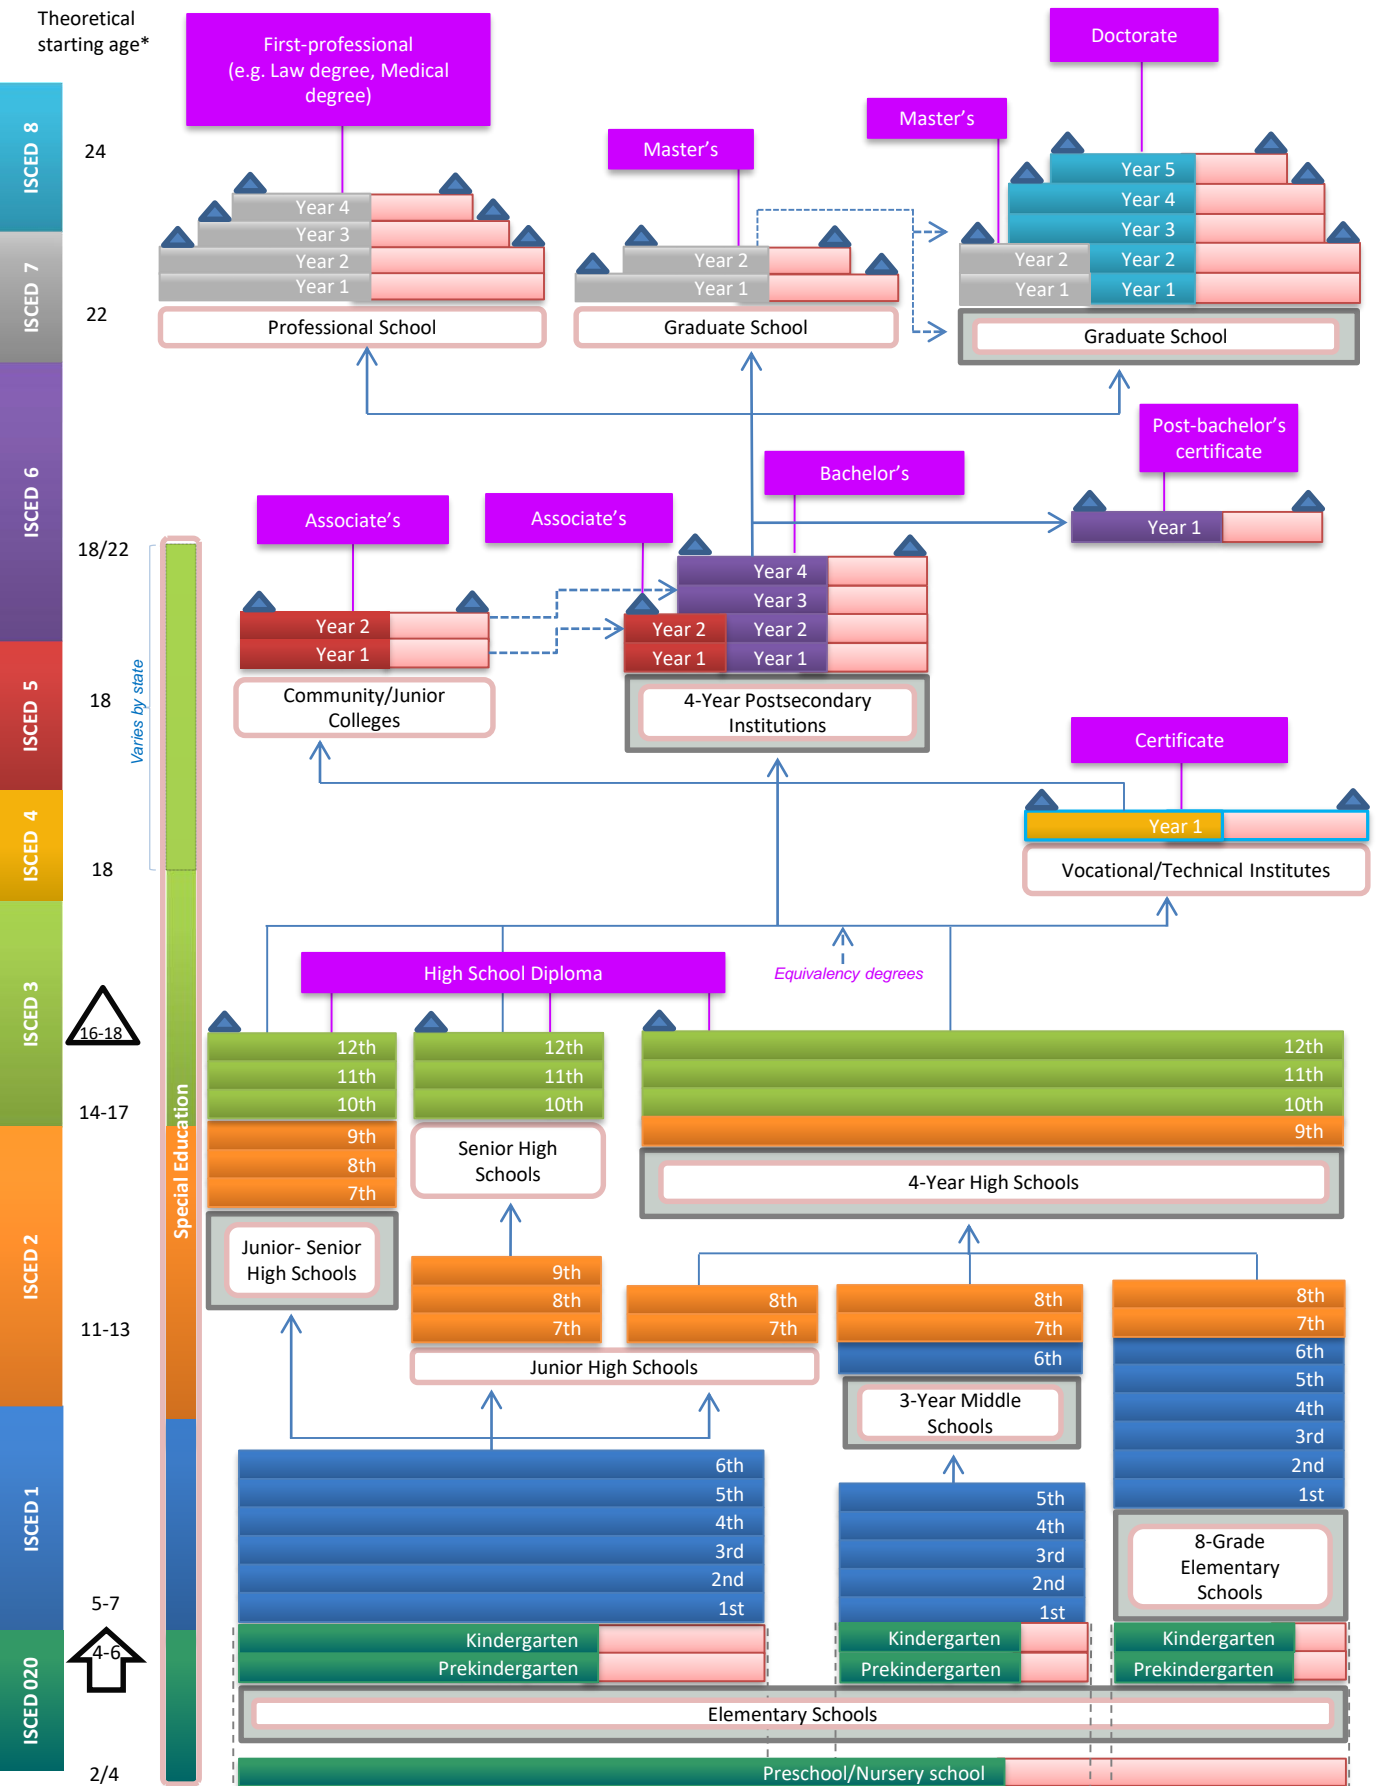 Theoretical
starting age*
First-professional
(e.g. Law degree, Medical
degree)
Doctorate
Master's
Master's
ISCED 8
24
Year 5
Year 4
Year 3
Year 2
Year 1
Year 2
Year 1
Year 4
Year 3
Year 2
Year 1
Year 2
Year 1
ISCED 7
22
Professional School
Graduate School
Graduate School
ISCED 6
Post-bachelor's
certificate
Bachelor's
Associate's
Associate's
Year 1
18/22
Year 4
Year 3
Year 2
Year 1
Year 2
Year 1
Year 2
Year 1
ISCED 5
18
Varies by state
Community/Junior
Colleges
4-Year Postsecondary
Institutions
Certificate
ISCED 4
18
Year 1
Vocational/Technical Institutes
ISCED 3
High School Diploma
Equivalency degrees
16-18
12th
11th
10th
9th
8th
7th
12th
11th
10th
12th
11th
10th
9th
14-17
Special Education
Senior High
Schools
4-Year High Schools
ISCED 2
Junior- Senior
High Schools
9th
8th
7th
8th
7th
8th
7th
6th
8th
7th
6th
5th
4th
3rd
2nd
1st
11-13
Junior High Schools
3-Year Middle
Schools
ISCED 1
6th
5th
4th
3rd
2nd
1st
5th
4th
3rd
2nd
1st
8-Grade
Elementary
Schools
5-7
4-6
ISCED 020
Kindergarten
Prekindergarten
Kindergarten
Prekindergarten
Kindergarten
Prekindergarten
Elementary Schools
2/4
Preschool/Nursery school